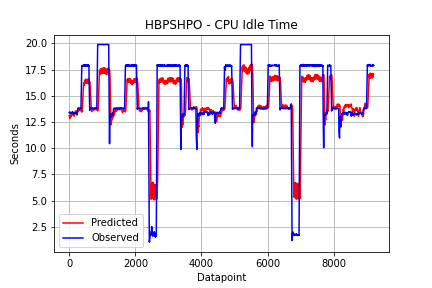 HBPSHPO - CPU Idle Time
20.0
17.5
15.0
12.5
10.0
7.5
5.0
2.5
Seconds
Predicted
Observed
0 2000 4000 6000 8000
Datapoint